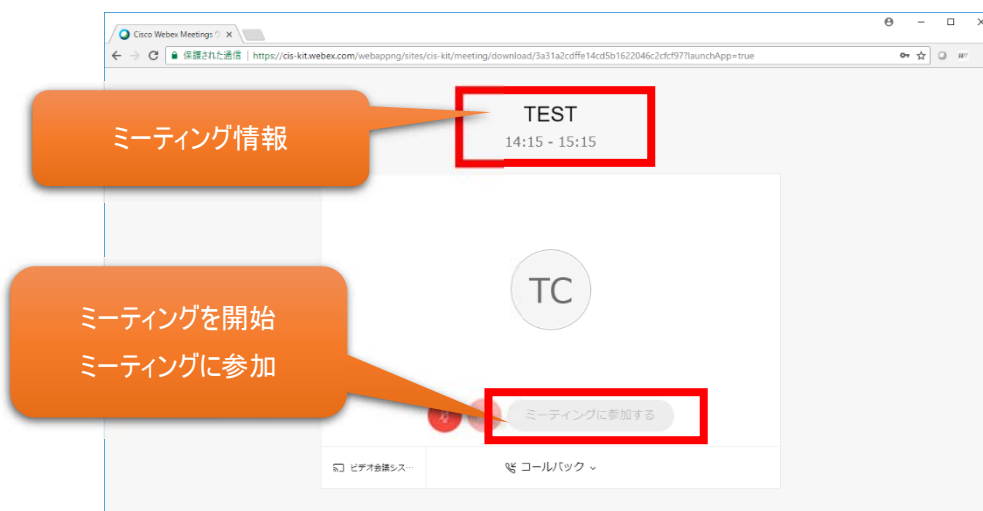 Cisco Webex Meetings
保護された通信 | https://cis-kit.webex.com/webappng/sites/cis-kit/meeting/download/3a31a2cdffe14cd5b1622046c2cfcf97?launchApp=true
ミーティング情報
TEST
14:15 - 15:15
TC
ミーティングを開始
ミーティングに参加
ミーティングに参加する
ビデオ会議シス…
コールバック